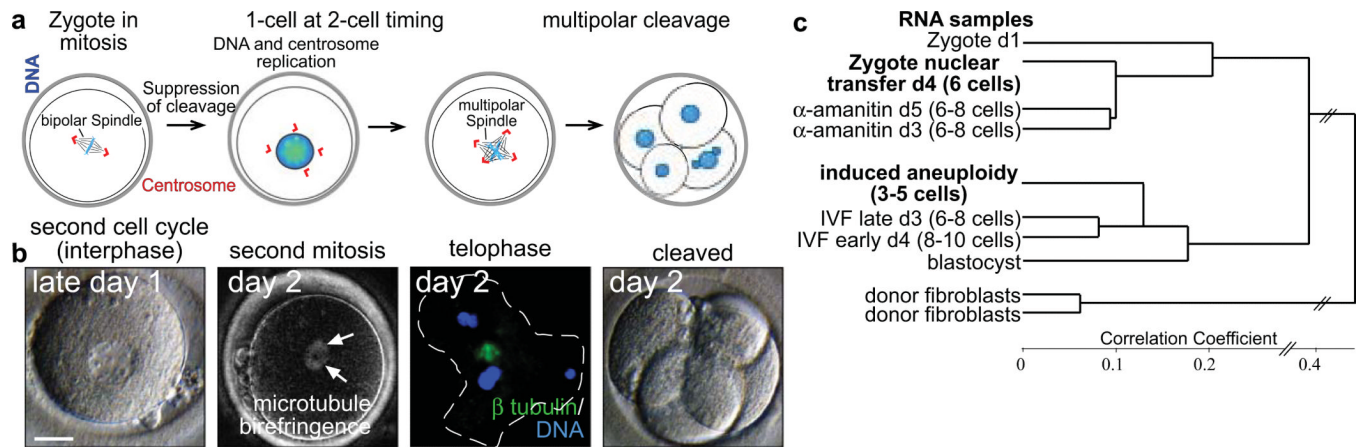 a
Zygote in
mitosis
1-cell at 2-cell timing
DNA and centrosome
replication
multipolar cleavage
DNA
Suppression
of cleavage
bipolar Spindle
multipolar
Spindle
Centrosome
b
second cell cycle
(interphase)
second mitosis
telophase
cleaved
late day 1
day 2
day 2
day 2
microtubule
birefringence
β tubulin
DNA
c
RNA samples
Zygote d1
Zygote nuclear
transfer d4 (6 cells)
α-amanitin d5 (6-8 cells)
α-amanitin d3 (6-8 cells)
induced aneuploidy
(3-5 cells)
IVF late d3 (6-8 cells)
IVF early d4 (8-10 cells)
blastocyst
donor fibroblasts
donor fibroblasts
Correlation Coefficient
0 0.1 0.2 0.4